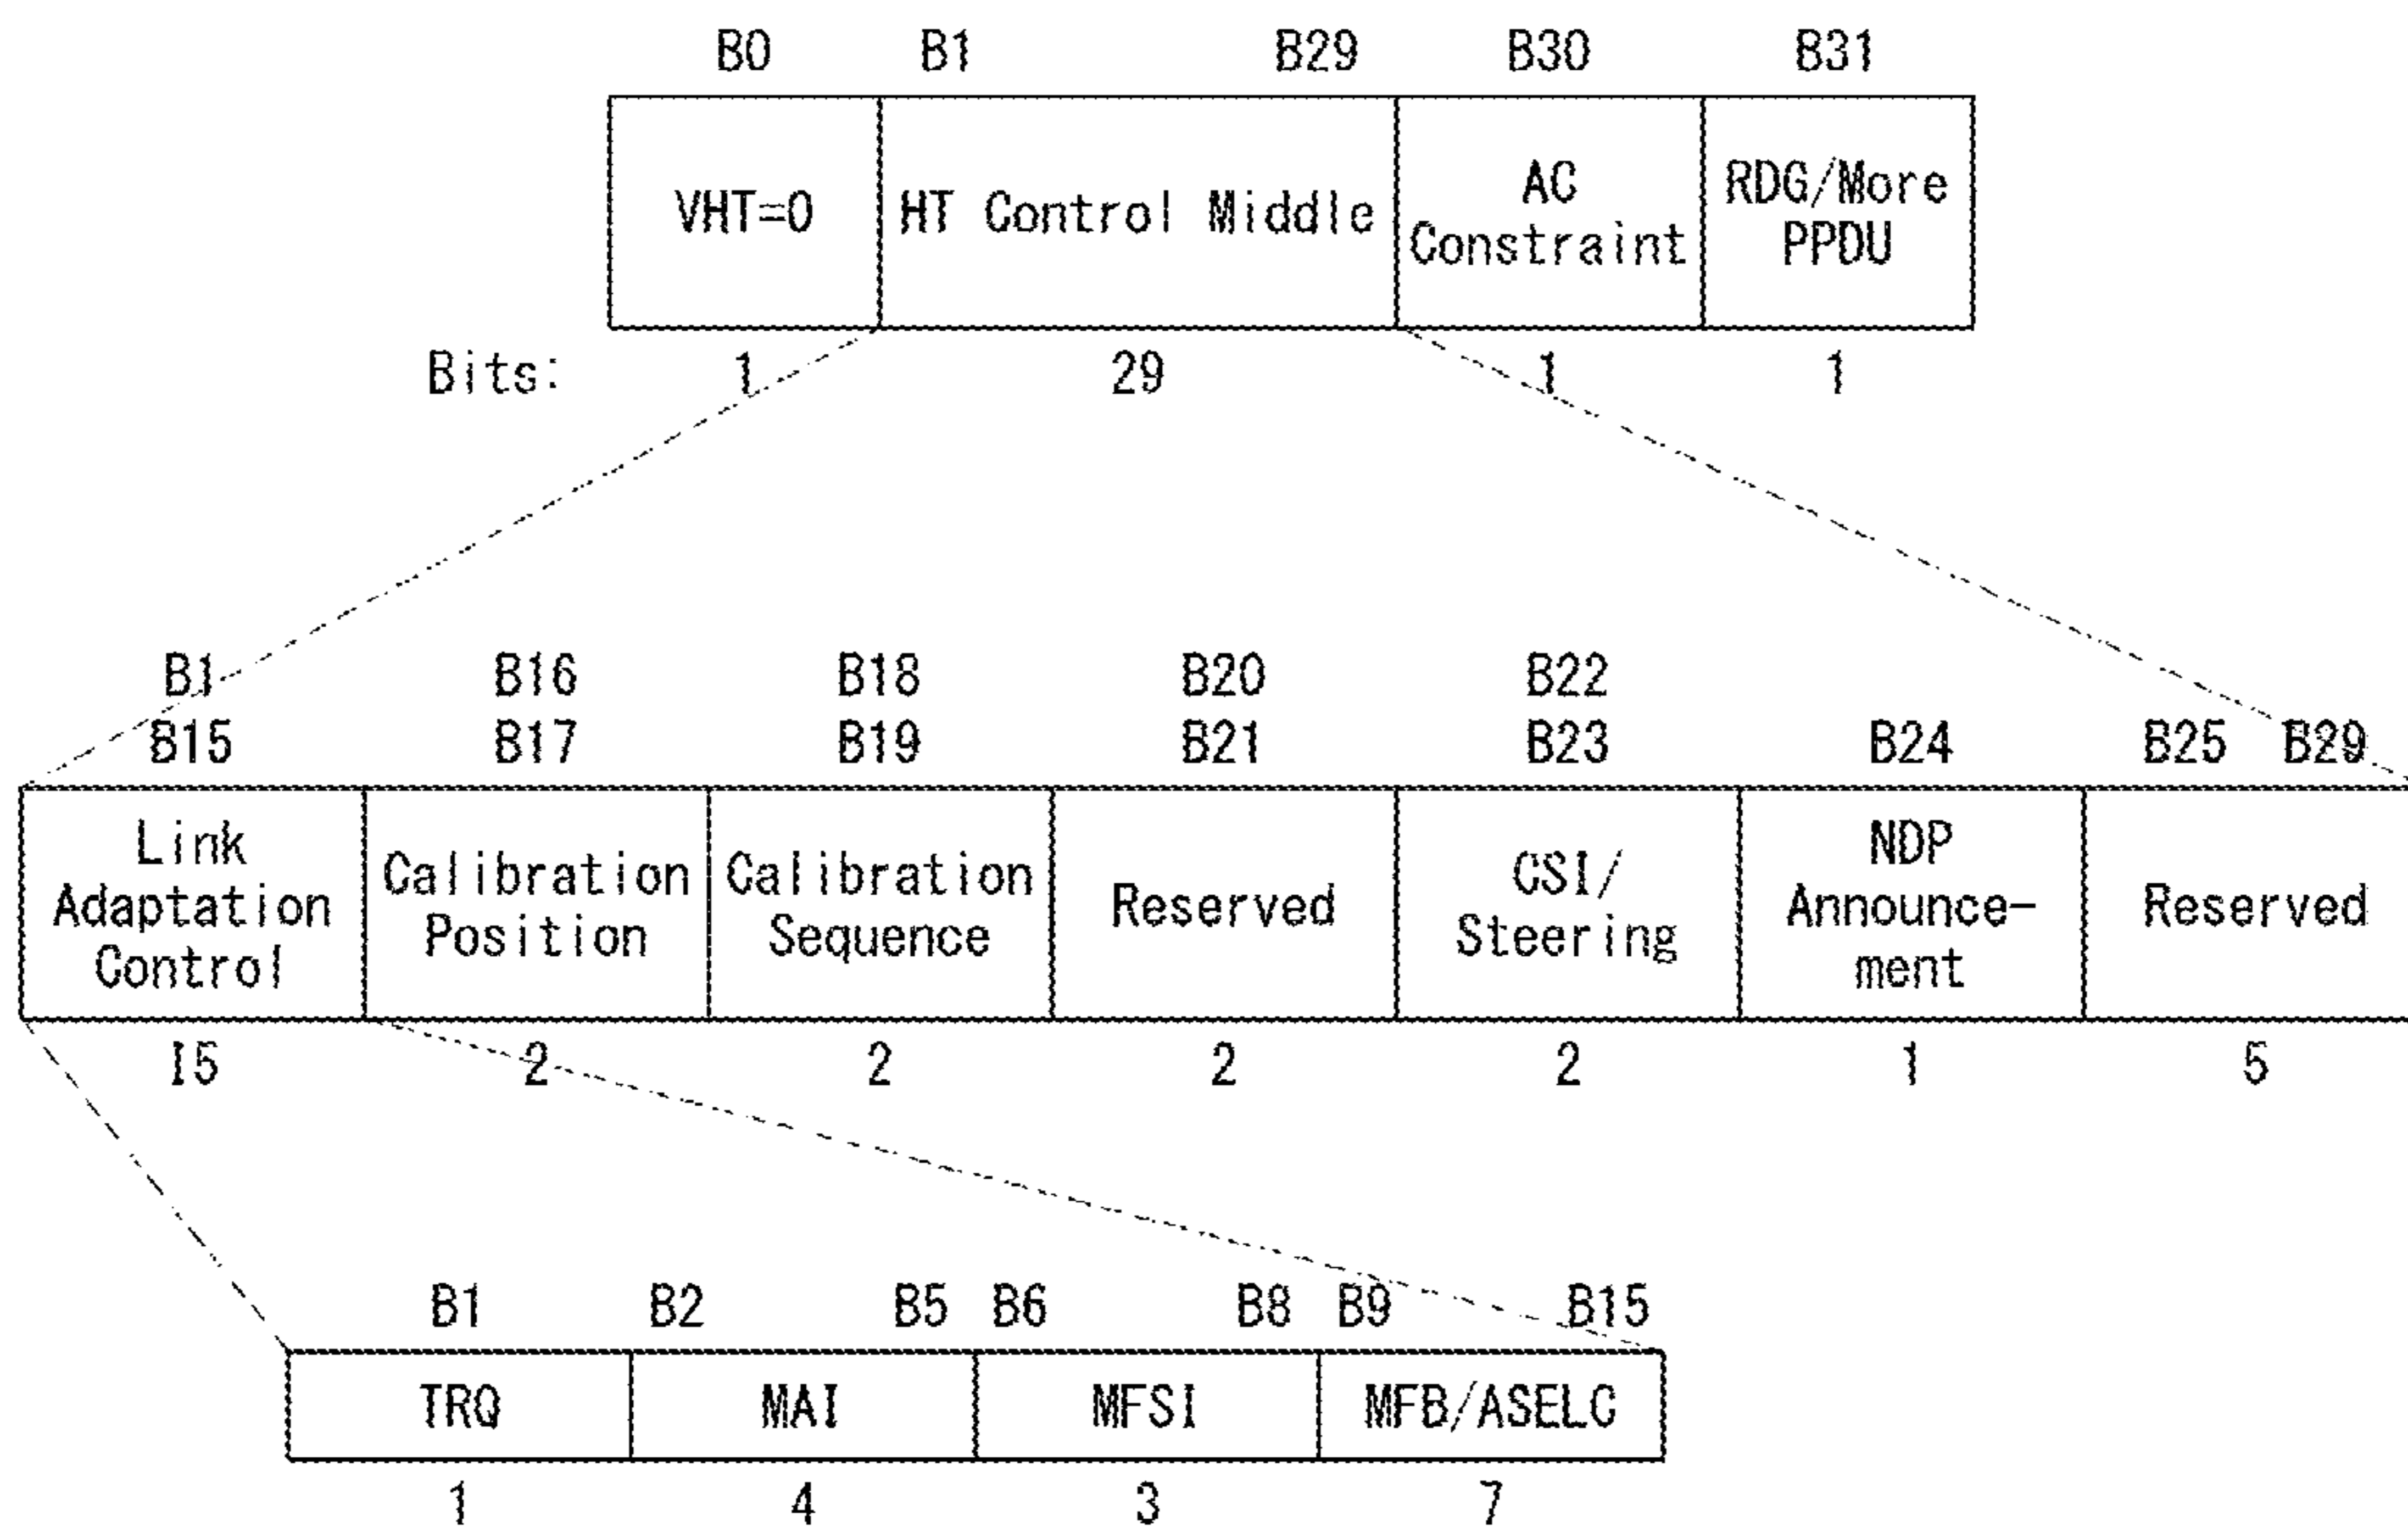 B0 B1 B29 B30 B31
VHT=0
HT Control Middle
AC
Constraint
RDG/More
PPDU
Bits: 1 29 1 1
B1 B16 B18 B20 B22
B15 B17 B19 B21 B23 B24 B25 B29
Link
Adaptation
Control
Calibration
Position
Calibration
Sequence
Reserved
CSI/
Steering
NDP
Announce-
ment
Reserved
15 2 2 2 2 1 5
B1 B2 B5 B6 B8 B9 B15
TRQ MAI MFSI MFB/ASELC
1 4 3 7